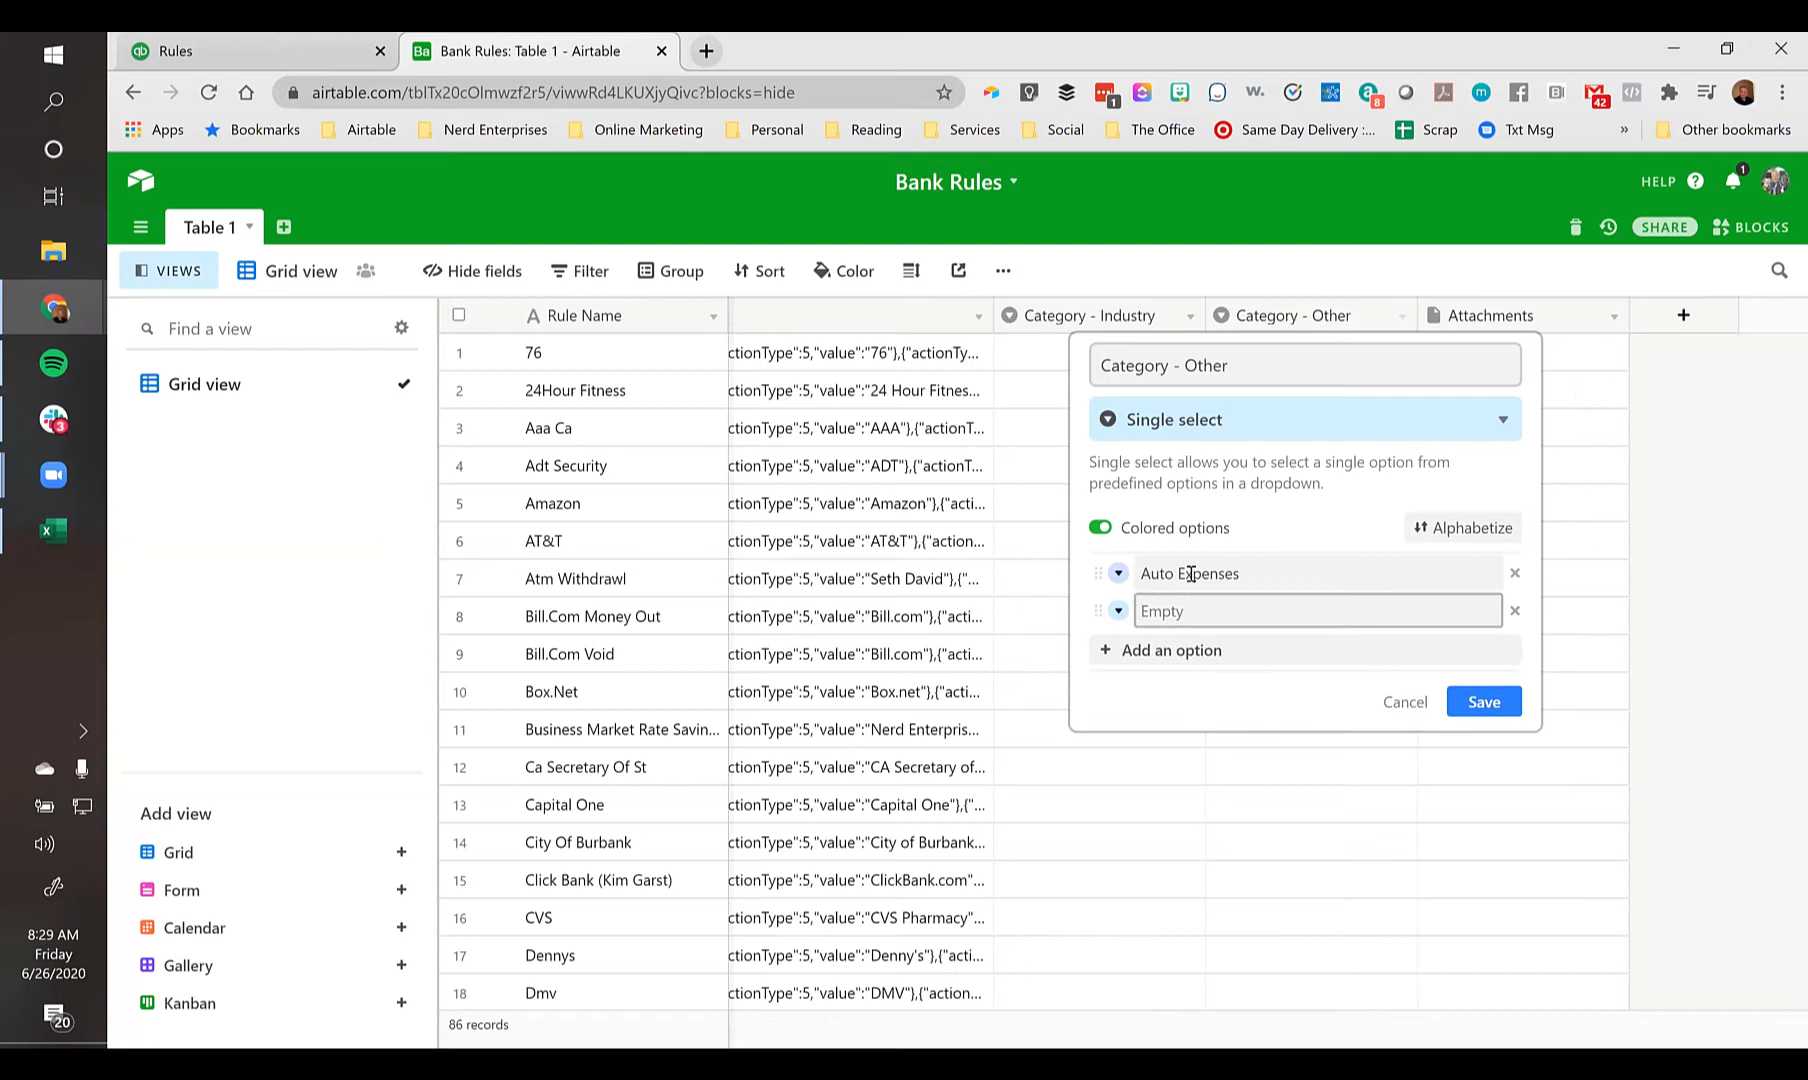 Rules
Bank Rules: Table 1 - Airtable
airtable.com/tblTx20cOlmwzf2r5/viwwRd4LKUXjyQivc?blocks=hide
Apps
Bookmarks
Airtable
Nerd Enterprises
Online Marketing
Personal
Reading
Services
Social
The Office
Same Day Delivery :...
Scrap
Txt Msg
»
Other bookmarks
Bank Rules
HELP
1
Table 1
SHARE
BLOCKS
VIEWS
Grid view
Hide fields
Filter
Group
Sort
Color
Find a view
Grid view
Rule Name
Category - Industry
Category - Other
Attachments
1 76 ctionType":5,"value":"76"},{"actionTy...
2 24Hour Fitness ctionType":5,"value":"24 Hour Fitnes...
3 Aaa Ca ctionType":5,"value":"AAA"},{"actionT...
4 Adt Security ctionType":5,"value":"ADT"},{"action...
5 Amazon ctionType":5,"value":"Amazon"},{"acti...
6 AT&T ctionType":5,"value":"AT&T"},{"action...
7 Atm Withdrawl ctionType":5,"value":"Seth David"},{"...
8 Bill.Com Money Out ctionType":5,"value":"Bill.com"},{"acti...
9 Bill.Com Void ctionType":5,"value":"Bill.com"},{"acti...
10 Box.Net ctionType":5,"value":"Box.net"},{"acti...
11 Business Market Rate Savin... ctionType":5,"value":"Nerd Enterpris...
12 Ca Secretary Of St ctionType":5,"value":"CA Secretary of...
13 Capital One ctionType":5,"value":"Capital One"},{"...
14 City Of Burbank ctionType":5,"value":"City of Burbank...
15 Click Bank (Kim Garst) ctionType":5,"value":"ClickBank.com"...
16 CVS ctionType":5,"value":"CVS Pharmacy"...
17 Dennys ctionType":5,"value":"Denny's"},{"acti...
18 Dmv ctionType":5,"value":"DMV"},{"action...
86 records
Category - Other
Single select
Single select allows you to select a single option from
predefined options in a dropdown.
Colored options
Alphabetize
Auto Expenses
Empty
+ Add an option
Cancel
Save
Add view
Grid
Form
Calendar
Gallery
Kanban
8:29 AM
Friday
6/26/2020
20
3
1
8
42